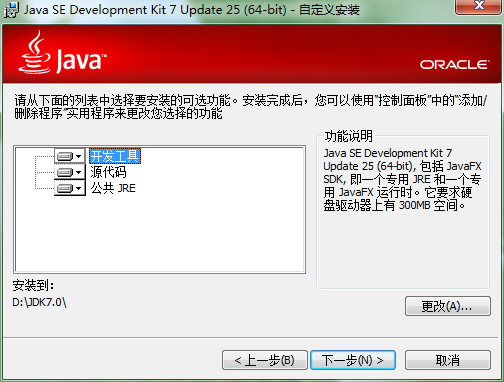 Java SE Development Kit 7 Update 25 (64-bit) - 自定义安装
Java™
ORACLE
请从下面的列表中选择要安装的可选功能。安装完成后，您可以使用“控制面板”中的“添加/
删除程序”实用程序来更改您选择的功能
开发工具
源代码
公共 JRE
功能说明
Java SE Development Kit 7
Update 25 (64-bit), 包括 JavaFX
SDK, 即一个专用 JRE 和一个专
用 JavaFX 运行时。它要求硬
盘驱动器上有 300MB 空间。
安装到：
D:\JDK7.0\
更改(A)...
< 上一步(B)
下一步(N) >
取消